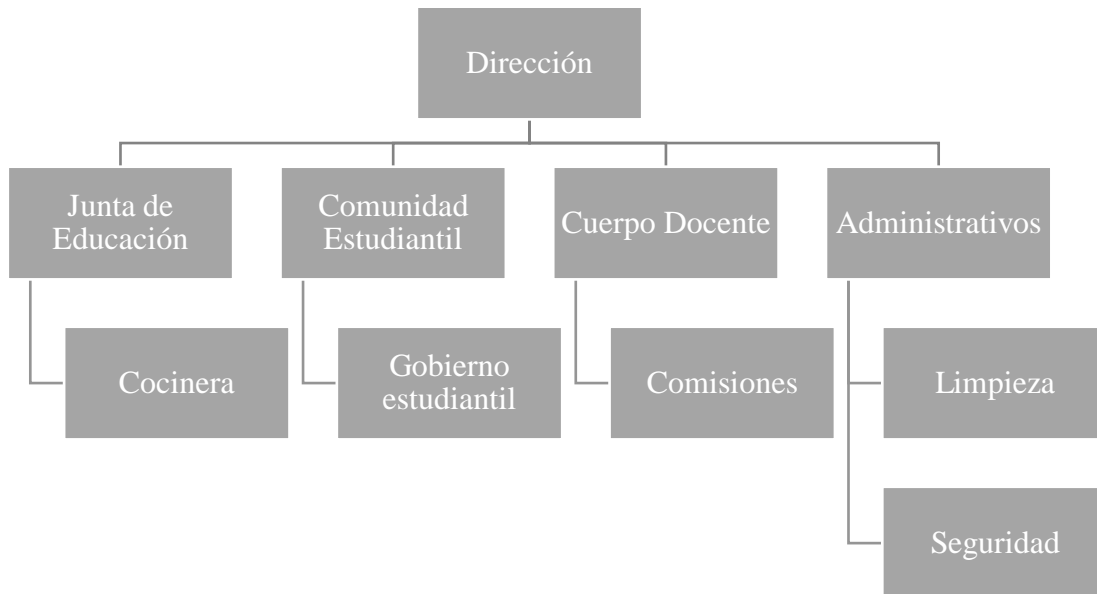 Dirección
Junta de
Educación
Comunidad
Estudiantil
Cuerpo Docente
Administrativos
Cocinera
Gobierno
estudiantil
Comisiones
Limpieza
Seguridad